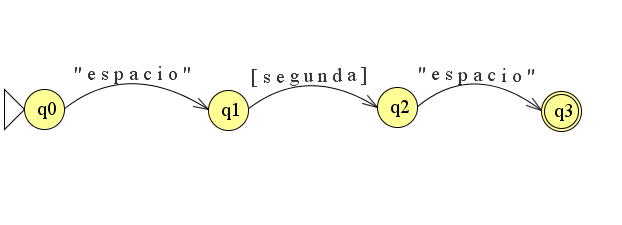 "espacio" [segunda] "espacio"
q0 q1 q2 q3